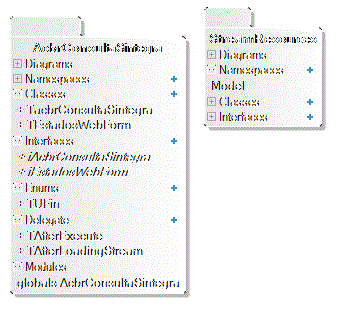 AcbrConsultaSintegra
Diagrams
Namespaces
Classes
TacbrConsultaSintegra
TEstadosWebForm
Interfaces
iAcbrConsultaSintegra
iEstadosWebForm
Enums
TUFin
Delegate
TAfterExecute
TAfterLoadingStream
Modules
globals AcbrConsultaSintegra
StreamResources
Diagrams
Namespaces
Model
Classes
Interfaces